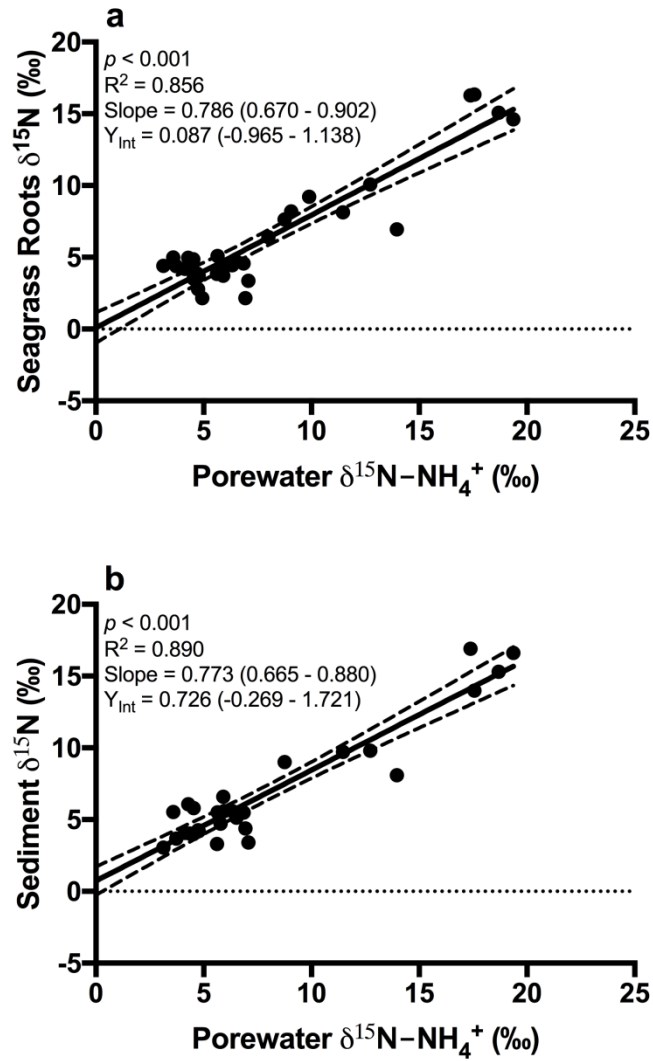 a
20
15
10
5
0
-5
Seagrass Roots δ¹⁵N (‰)
p < 0.001
R² = 0.856
Slope = 0.786 (0.670 - 0.902)
Y_Int = 0.087 (-0.965 - 1.138)
0 5 10 15 20 25
Porewater δ¹⁵N–NH₄⁺ (‰)
b
20
15
10
5
0
-5
Sediment δ¹⁵N (‰)
p < 0.001
R² = 0.890
Slope = 0.773 (0.665 - 0.880)
Y_Int = 0.726 (-0.269 - 1.721)
0 5 10 15 20 25
Porewater δ¹⁵N–NH₄⁺ (‰)